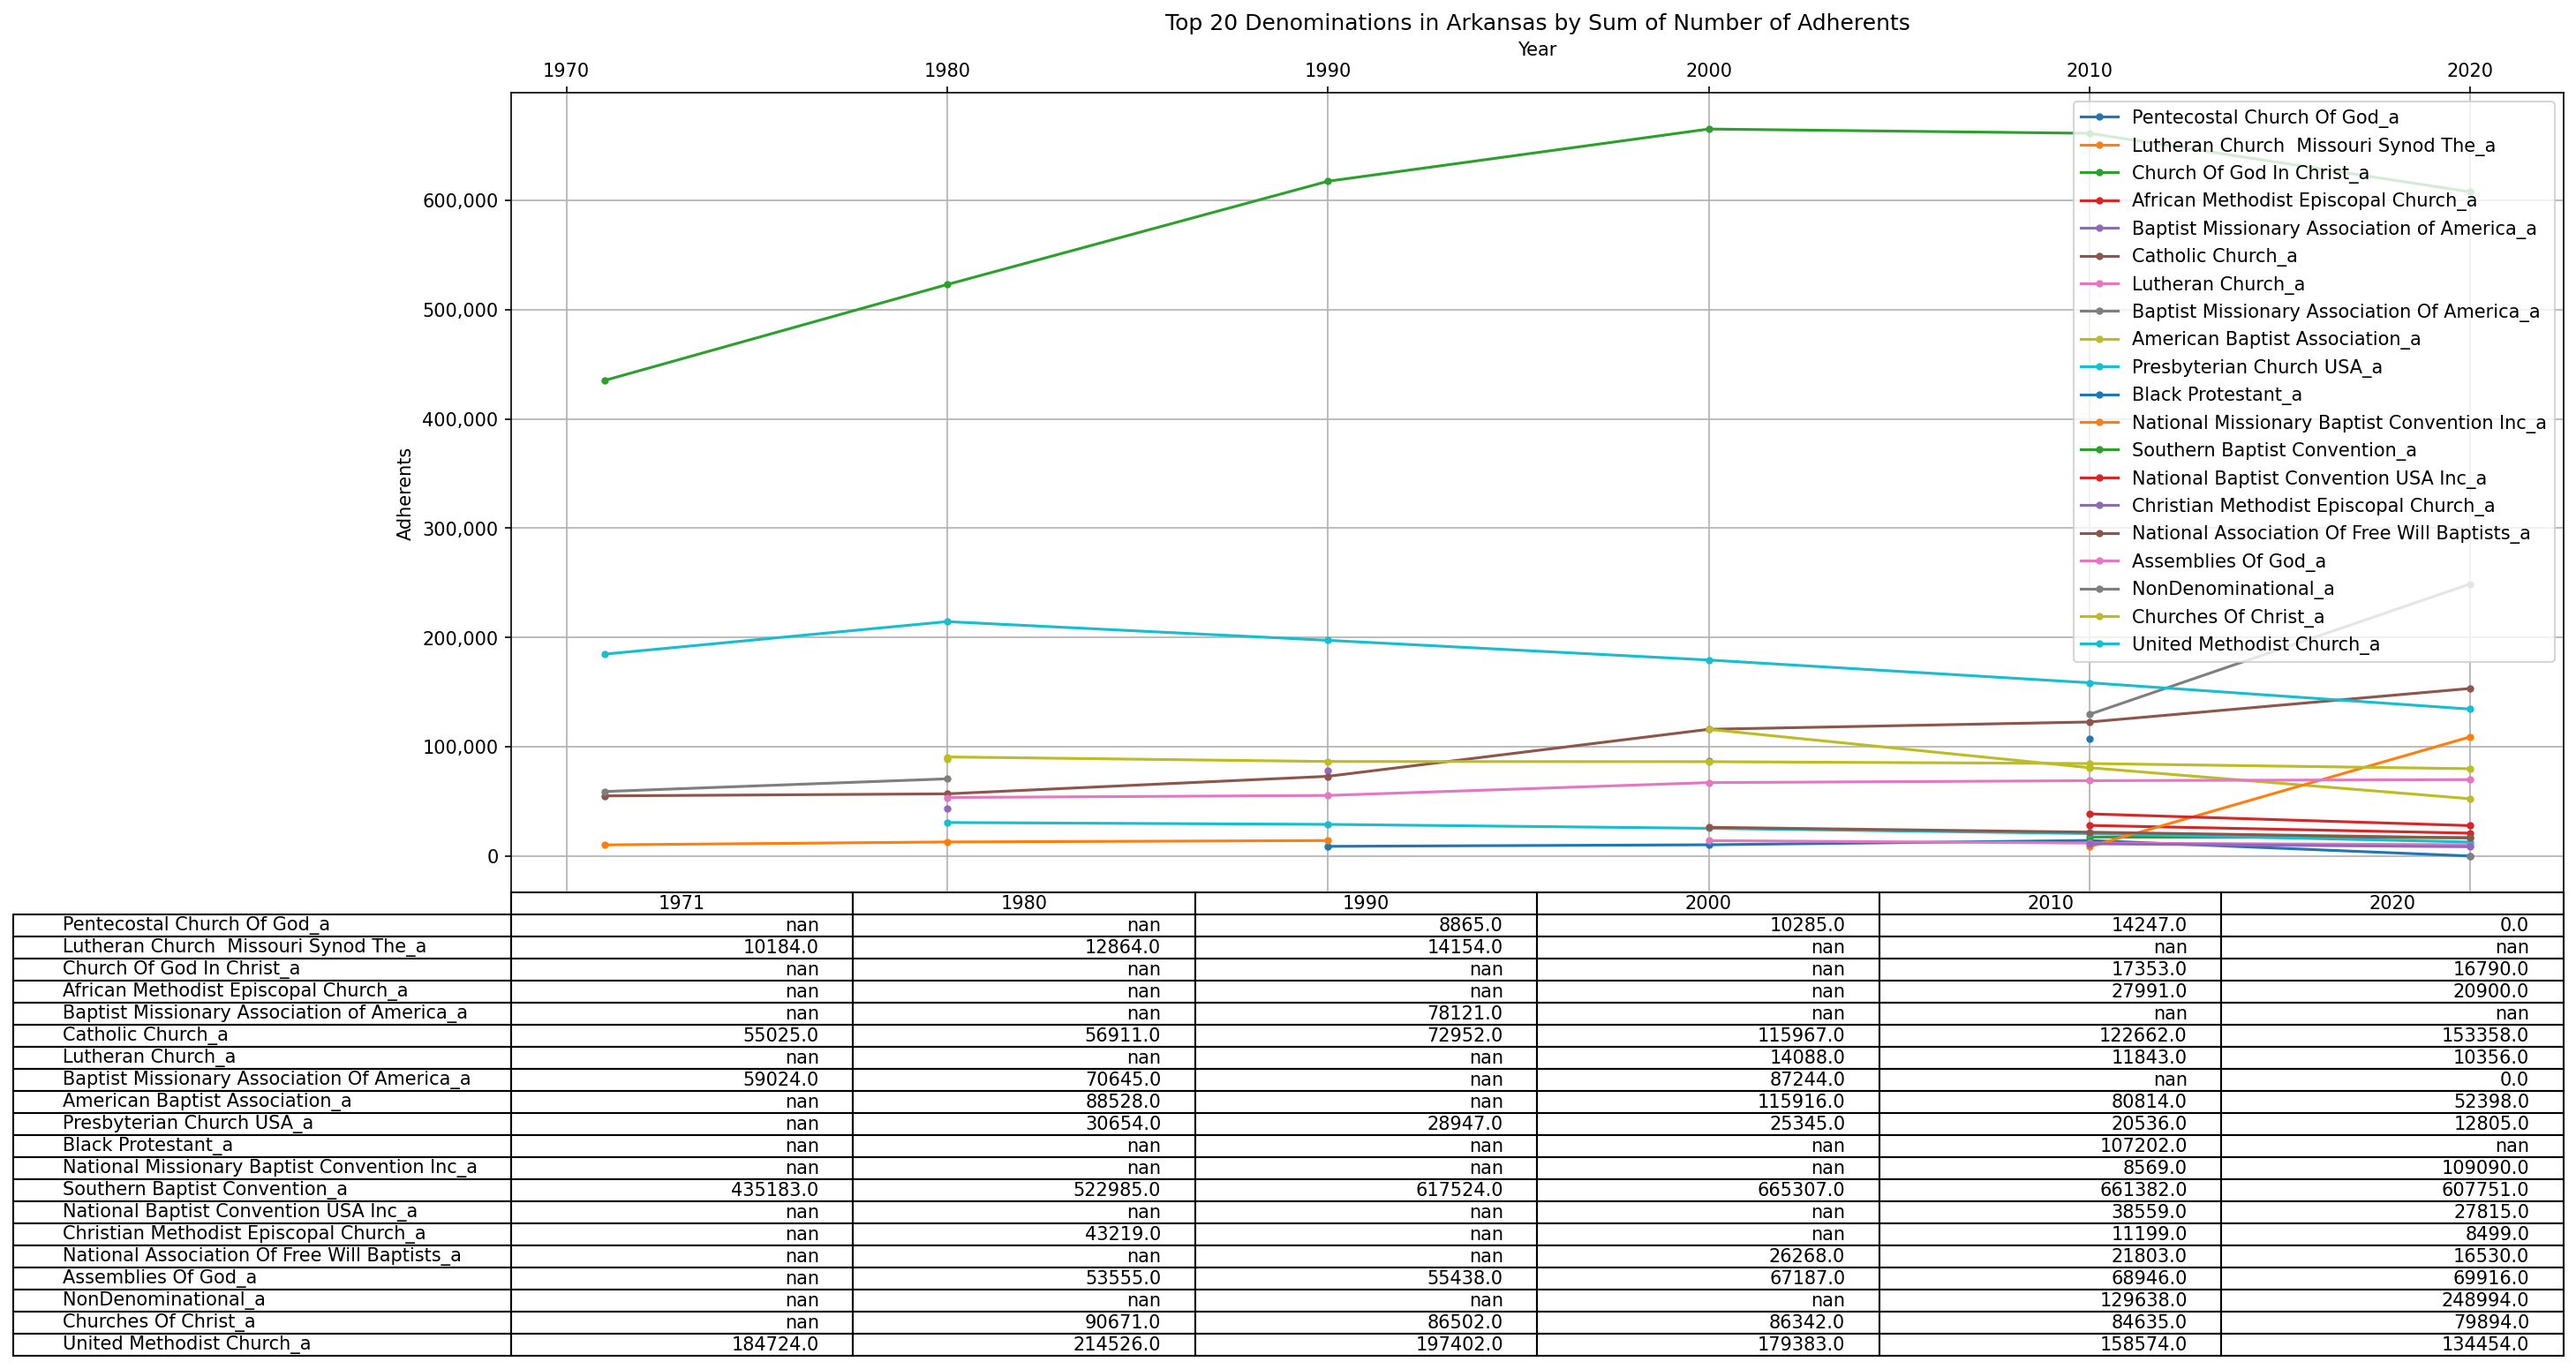 Top 20 Denominations in Arkansas by Sum of Number of Adherents
Year
1970 1980 1990 2000 2010 2020
Adherents
600,000
500,000
400,000
300,000
200,000
100,000
0
Pentecostal Church Of God_a
Lutheran Church  Missouri Synod The_a
Church Of God In Christ_a
African Methodist Episcopal Church_a
Baptist Missionary Association of America_a
Catholic Church_a
Lutheran Church_a
Baptist Missionary Association Of America_a
American Baptist Association_a
Presbyterian Church USA_a
Black Protestant_a
National Missionary Baptist Convention Inc_a
Southern Baptist Convention_a
National Baptist Convention USA Inc_a
Christian Methodist Episcopal Church_a
National Association Of Free Will Baptists_a
Assemblies Of God_a
NonDenominational_a
Churches Of Christ_a
United Methodist Church_a
1971 1980 1990 2000 2010 2020
Pentecostal Church Of God_a nan nan 8865.0 10285.0 14247.0 0.0
Lutheran Church  Missouri Synod The_a 10184.0 12864.0 14154.0 nan nan nan
Church Of God In Christ_a nan nan nan nan 17353.0 16790.0
African Methodist Episcopal Church_a nan nan nan nan 27991.0 20900.0
Baptist Missionary Association of America_a nan nan 78121.0 nan nan nan
Catholic Church_a 55025.0 56911.0 72952.0 115967.0 122662.0 153358.0
Lutheran Church_a nan nan nan 14088.0 11843.0 10356.0
Baptist Missionary Association Of America_a 59024.0 70645.0 nan 87244.0 nan 0.0
American Baptist Association_a nan 88528.0 nan 115916.0 80814.0 52398.0
Presbyterian Church USA_a nan 30654.0 28947.0 25345.0 20536.0 12805.0
Black Protestant_a nan nan nan nan 107202.0 nan
National Missionary Baptist Convention Inc_a nan nan nan nan 8569.0 109090.0
Southern Baptist Convention_a 435183.0 522985.0 617524.0 665307.0 661382.0 607751.0
National Baptist Convention USA Inc_a nan nan nan nan 38559.0 27815.0
Christian Methodist Episcopal Church_a nan 43219.0 nan nan 11199.0 8499.0
National Association Of Free Will Baptists_a nan nan nan 26268.0 21803.0 16530.0
Assemblies Of God_a nan 53555.0 55438.0 67187.0 68946.0 69916.0
NonDenominational_a nan nan nan nan 129638.0 248994.0
Churches Of Christ_a nan 90671.0 86502.0 86342.0 84635.0 79894.0
United Methodist Church_a 184724.0 214526.0 197402.0 179383.0 158574.0 134454.0